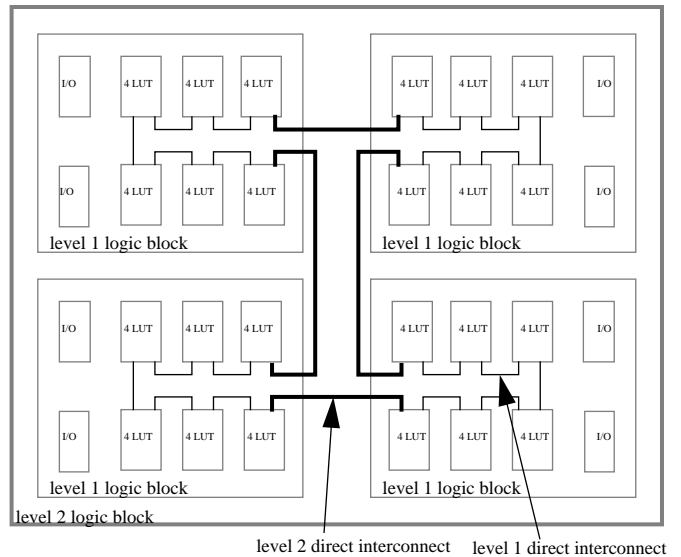 I/O 4 LUT 4 LUT 4 LUT 4 LUT 4 LUT 4 LUT I/O
I/O 4 LUT 4 LUT 4 LUT 4 LUT 4 LUT 4 LUT I/O
level 1 logic block level 1 logic block
I/O 4 LUT 4 LUT 4 LUT 4 LUT 4 LUT 4 LUT I/O
I/O 4 LUT 4 LUT 4 LUT 4 LUT 4 LUT 4 LUT I/O
level 1 logic block level 1 logic block
level 2 logic block
level 2 direct interconnect level 1 direct interconnect